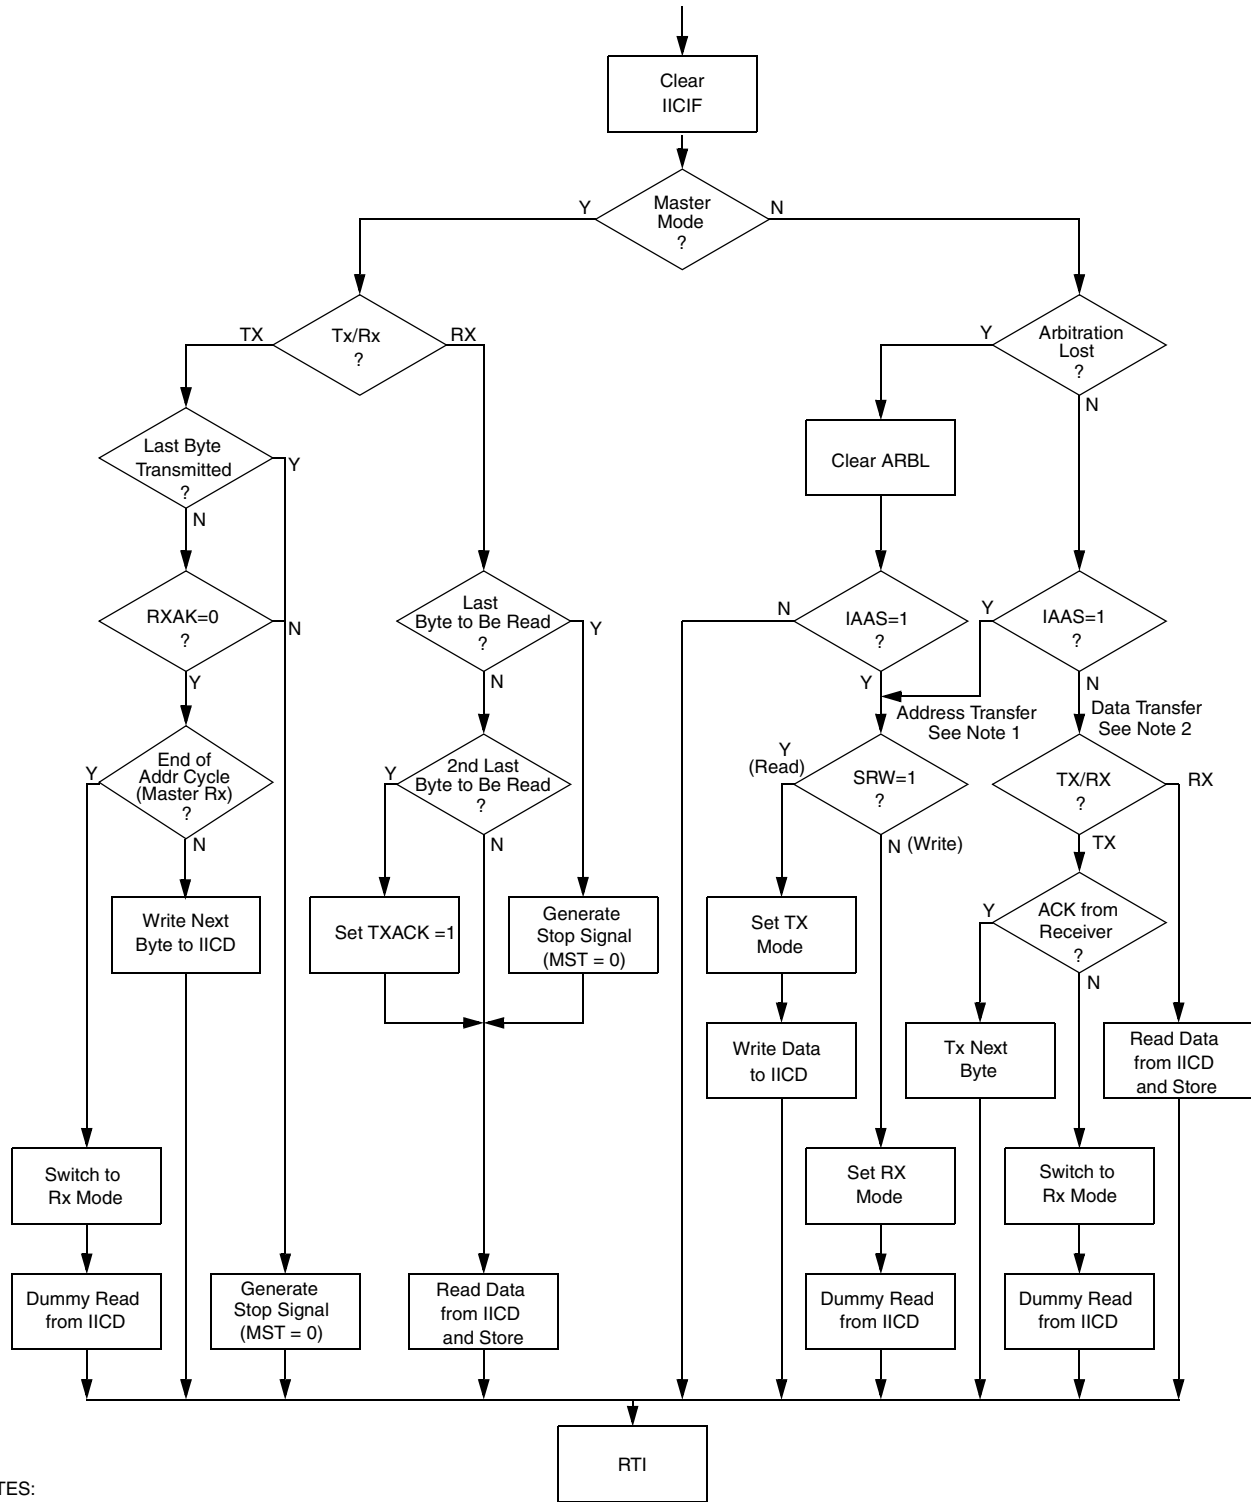 Clear
IICIF
Master
Mode
?
Y
N
Tx/Rx
?
TX
RX
Arbitration
Lost
?
Y
N
Last Byte
Transmitted
?
Y
N
Clear ARBL
RXAK=0
?
N
Y
Last
Byte to Be Read
?
Y
N
IAAS=1
?
N
Y
IAAS=1
?
Y
N
Address Transfer
See Note 1
Data Transfer
See Note 2
End of
Addr Cycle
(Master Rx)
?
Y
N
2nd Last
Byte to Be Read
?
Y
N
Y
(Read)
SRW=1
?
N (Write)
TX/RX
?
RX
TX
Write Next
Byte to IICD
Set TXACK =1
Generate
Stop Signal
(MST = 0)
Set TX
Mode
Y
ACK from
Receiver
?
N
Write Data
to IICD
Tx Next
Byte
Read Data
from IICD
and Store
Switch to
Rx Mode
Set RX
Mode
Switch to
Rx Mode
Dummy Read
from IICD
Generate
Stop Signal
(MST = 0)
Read Data
from IICD
and Store
Dummy Read
from IICD
Dummy Read
from IICD
RTI
TES: